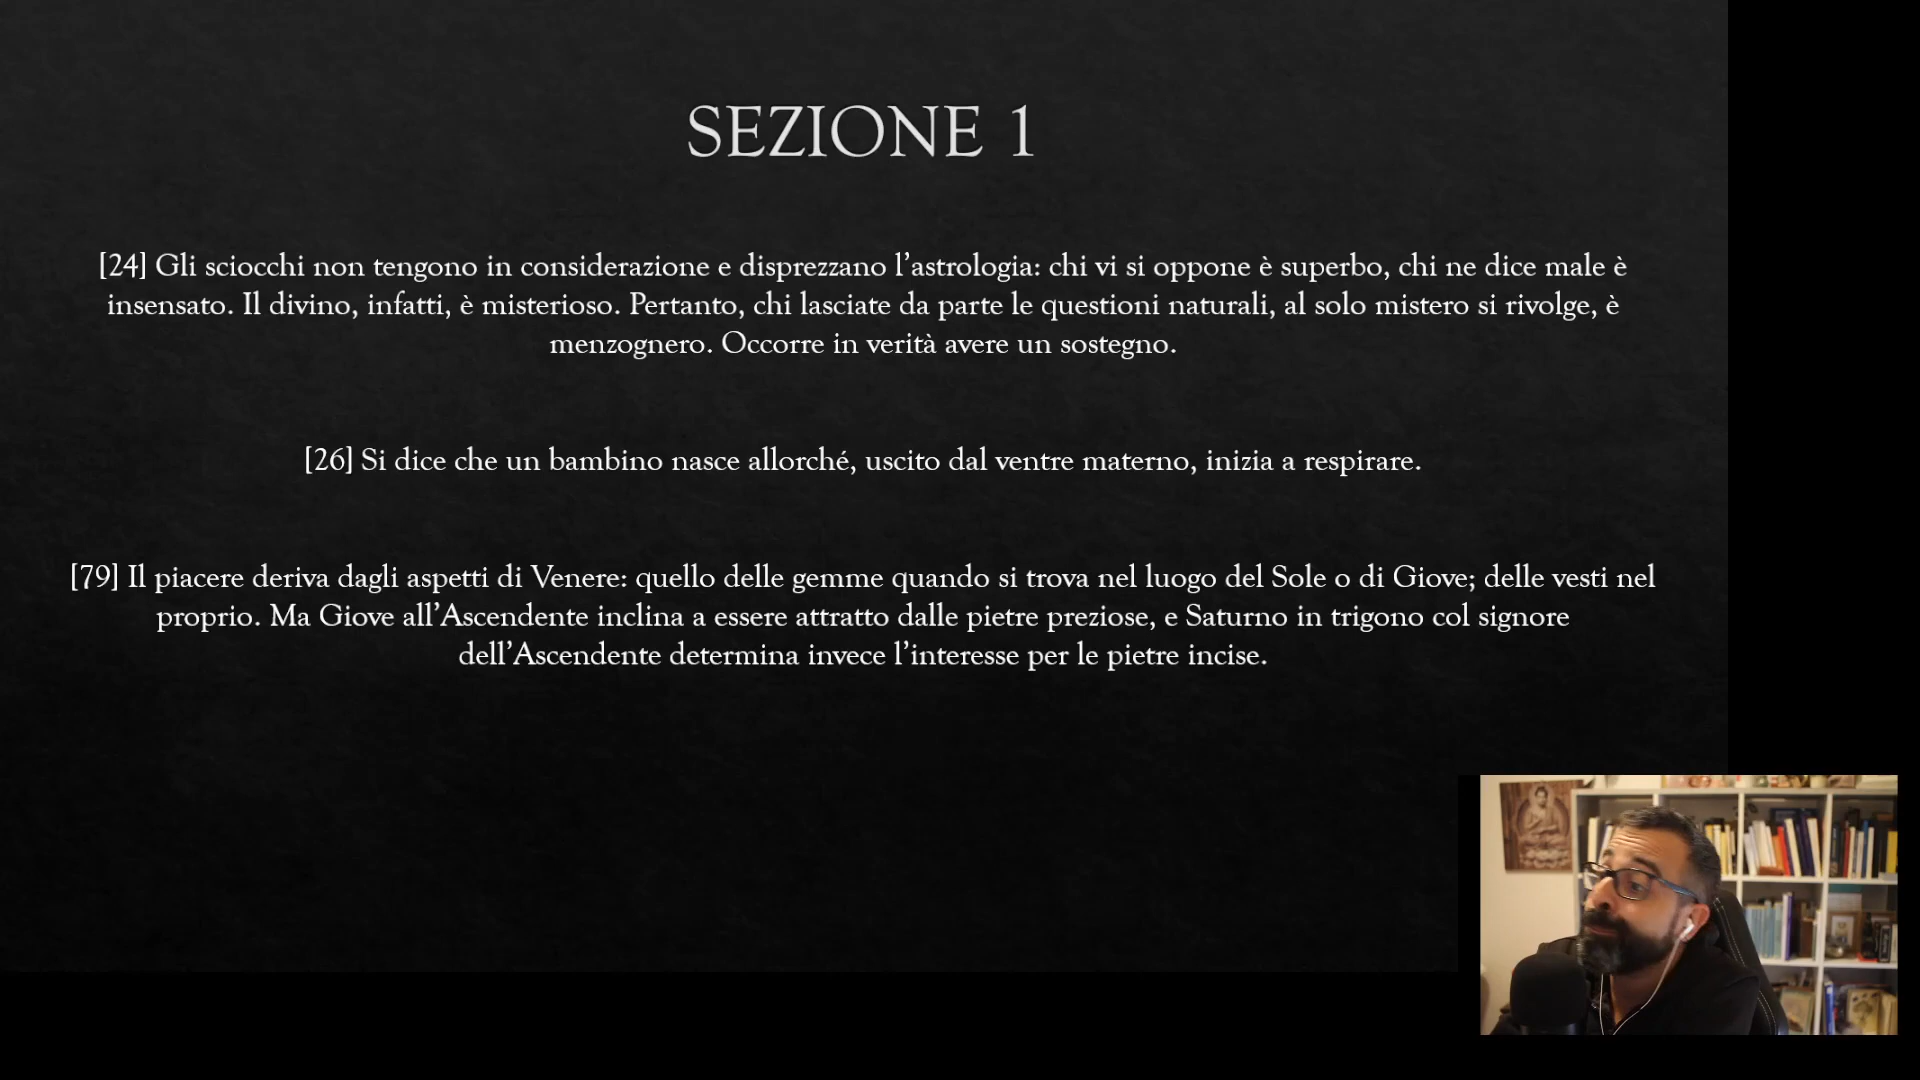 SEZIONE 1
[24] Gli sciocchi non tengono in considerazione e disprezzano l’astrologia: chi vi si oppone è superbo, chi ne dice male è
insensato. Il divino, infatti, è misterioso. Pertanto, chi lasciate da parte le questioni naturali, al solo mistero si rivolge, è
menzognero. Occorre in verità avere un sostegno.
[26] Si dice che un bambino nasce allorché, uscito dal ventre materno, inizia a respirare.
[79] Il piacere deriva dagli aspetti di Venere: quello delle gemme quando si trova nel luogo del Sole o di Giove; delle vesti nel
proprio. Ma Giove all’Ascendente inclina a essere attratto dalle pietre preziose, e Saturno in trigono col signore
dell’Ascendente determina invece l’interesse per le pietre incise.